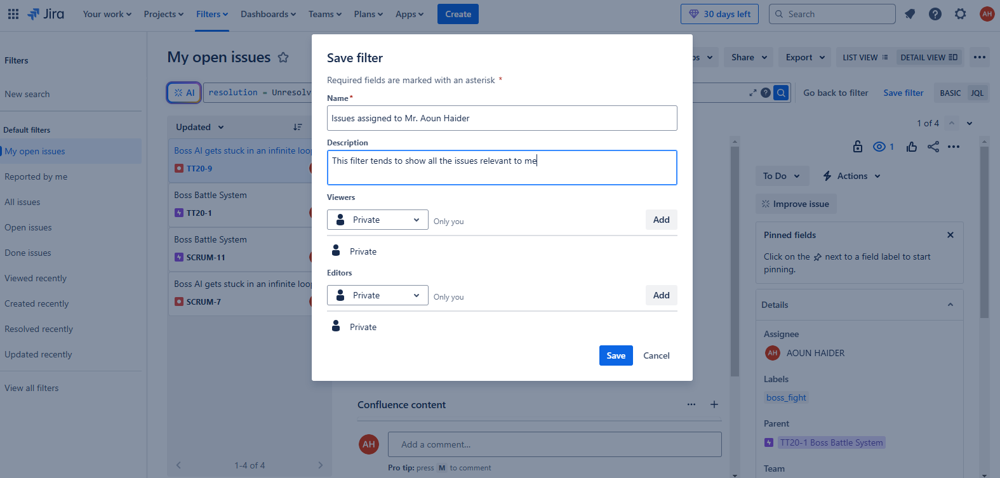 Jira Your work Projects Filters Dashboards Teams Plans Apps Create 30 days left Search AH
Filters
New search
Default filters
My open issues
Reported by me
All issues
Open issues
Done issues
Viewed recently
Created recently
Resolved recently
Updated recently
View all filters
My open issues
Share Export LIST VIEW DETAIL VIEW
AI resolution = Unresolv
Go back to filter Save filter BASIC JQL
Updated
Boss AI gets stuck in an infinite loop
TT20-9
Boss Battle System
TT20-1
Boss Battle System
SCRUM-11
Boss AI gets stuck in an infinite loop
SCRUM-7
1-4 of 4
Save filter
Required fields are marked with an asterisk *
Name*
Issues assigned to Mr. Aoun Haider
Description
This filter tends to show all the issues relevant to me
Viewers
Private Only you Add
Private
Editors
Private Only you Add
Private
Save Cancel
Confluence content
AH Add a comment...
Pro tip: press M to comment
1 of 4
1
To Do Actions
Improve issue
Pinned fields
Click on the next to a field label to start
pinning.
Details
Assignee
AH AOUN HAIDER
Labels
boss_fight
Parent
TT20-1 Boss Battle System
Team